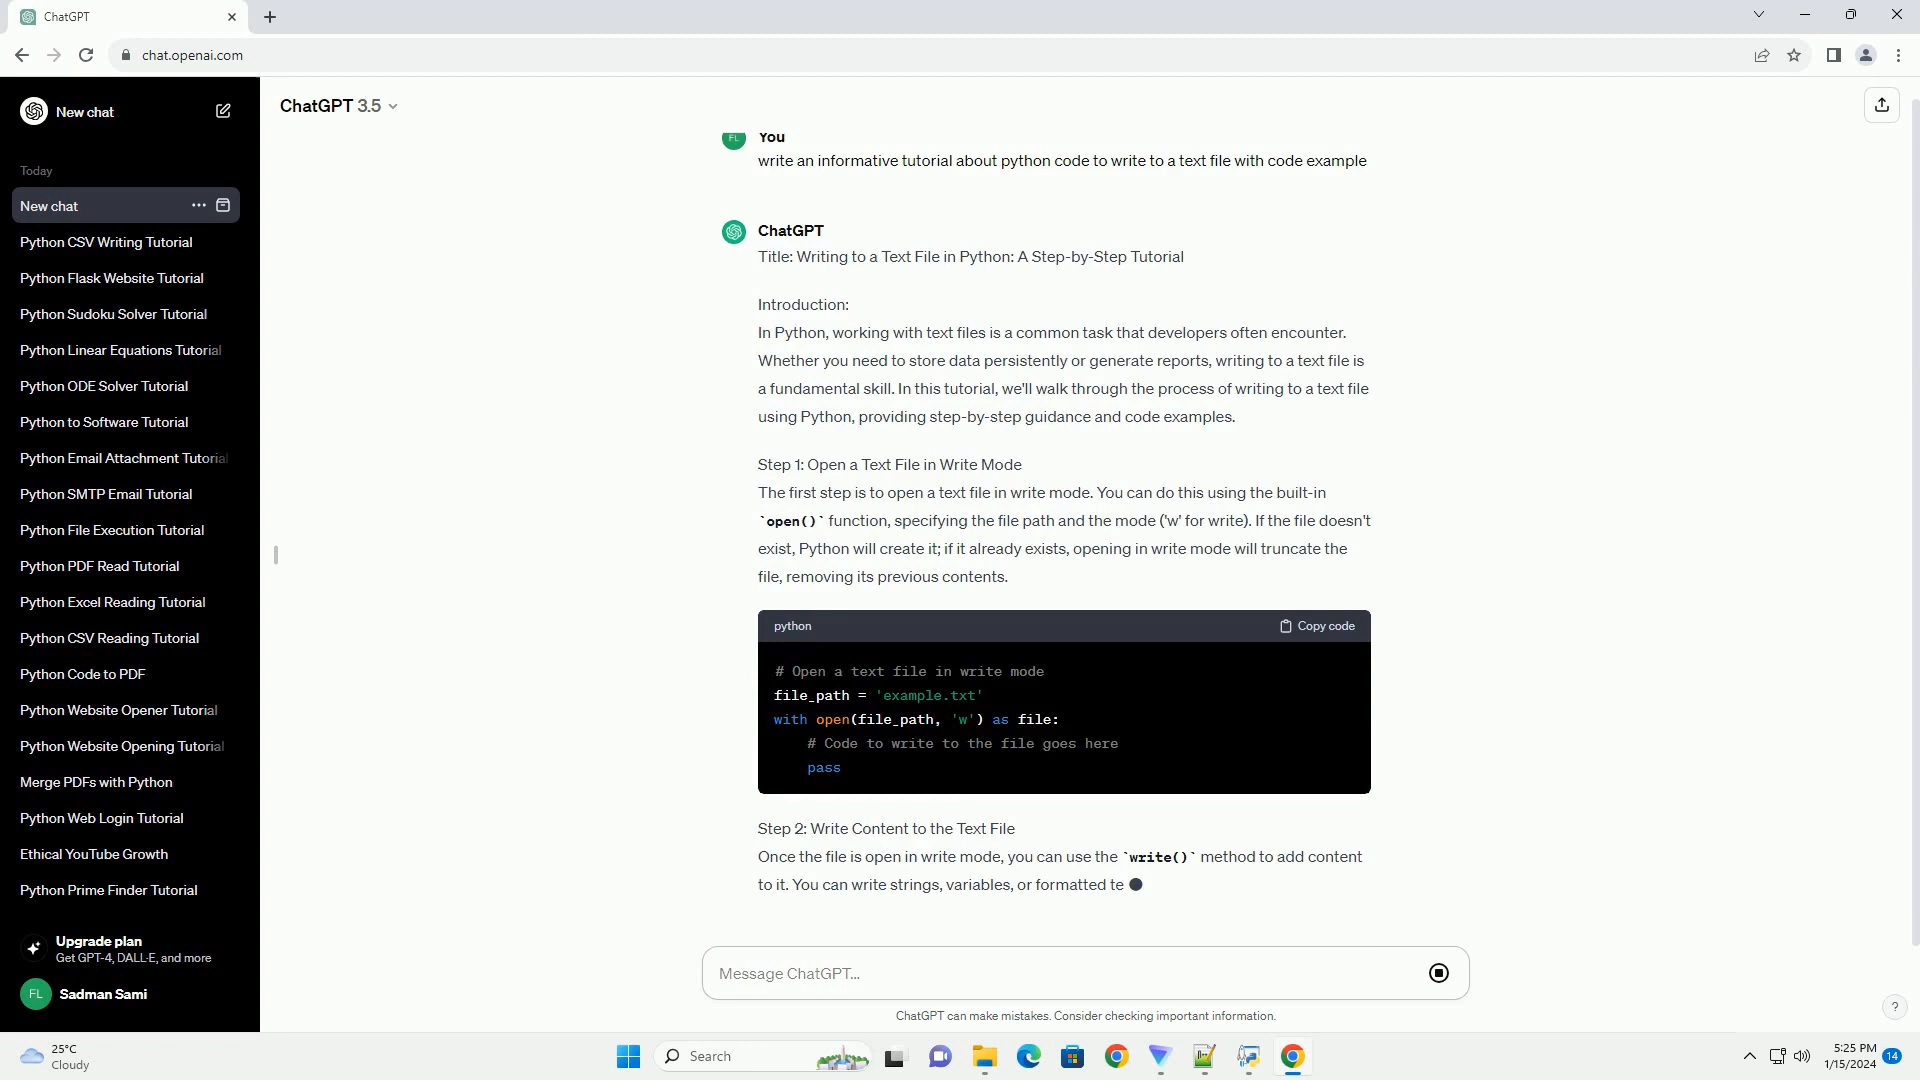 ChatGPT
chat.openai.com
New chat
Today
New chat
Python CSV Writing Tutorial
Python Flask Website Tutorial
Python Sudoku Solver Tutorial
Python Linear Equations Tutorial
Python ODE Solver Tutorial
Python to Software Tutorial
Python Email Attachment Tutorial
Python SMTP Email Tutorial
Python File Execution Tutorial
Python PDF Read Tutorial
Python Excel Reading Tutorial
Python CSV Reading Tutorial
Python Code to PDF
Python Website Opener Tutorial
Python Website Opening Tutorial
Merge PDFs with Python
Python Web Login Tutorial
Ethical YouTube Growth
Python Prime Finder Tutorial
Upgrade plan
Get GPT-4, DALL·E, and more
FL Sadman Sami
ChatGPT 3.5
FL You
write an informative tutorial about python code to write to a text file with code example
ChatGPT
Title: Writing to a Text File in Python: A Step-by-Step Tutorial
Introduction:
In Python, working with text files is a common task that developers often encounter.
Whether you need to store data persistently or generate reports, writing to a text file is
a fundamental skill. In this tutorial, we'll walk through the process of writing to a text file
using Python, providing step-by-step guidance and code examples.
Step 1: Open a Text File in Write Mode
The first step is to open a text file in write mode. You can do this using the built-in
`open()` function, specifying the file path and the mode ('w' for write). If the file doesn't
exist, Python will create it; if it already exists, opening in write mode will truncate the
file, removing its previous contents.
python Copy code
# Open a text file in write mode
file_path = 'example.txt'
with open(file_path, 'w') as file:
# Code to write to the file goes here
pass
Step 2: Write Content to the Text File
Once the file is open in write mode, you can use the `write()` method to add content
to it. You can write strings, variables, or formatted te
Message ChatGPT...
ChatGPT can make mistakes. Consider checking important information.
?
25°C
Cloudy
Search
5:25 PM
1/15/2024
14